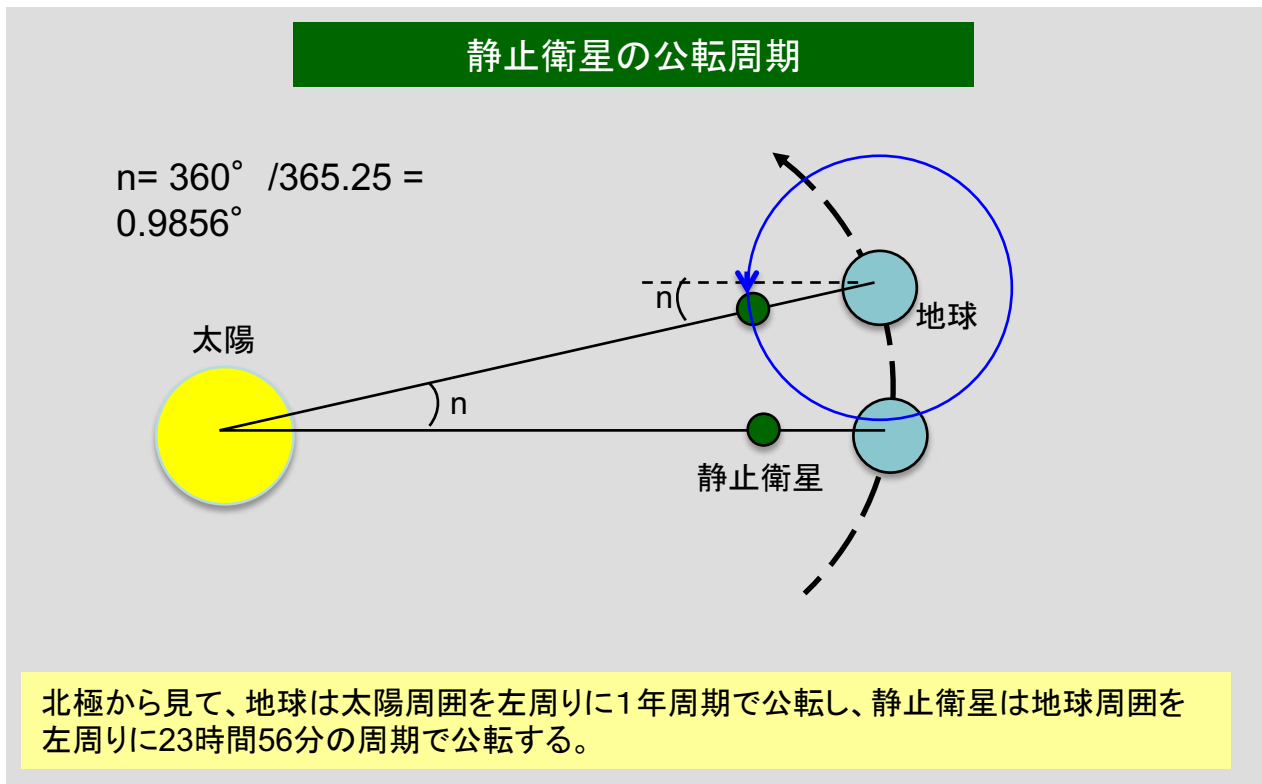 静止衛星の公転周期
n= 360° /365.25 =
0.9856°
n
地球
太陽
n
静止衛星
北極から見て、地球は太陽周囲を左周りに１年周期で公転し、静止衛星は地球周囲を
左周りに23時間56分の周期で公転する。